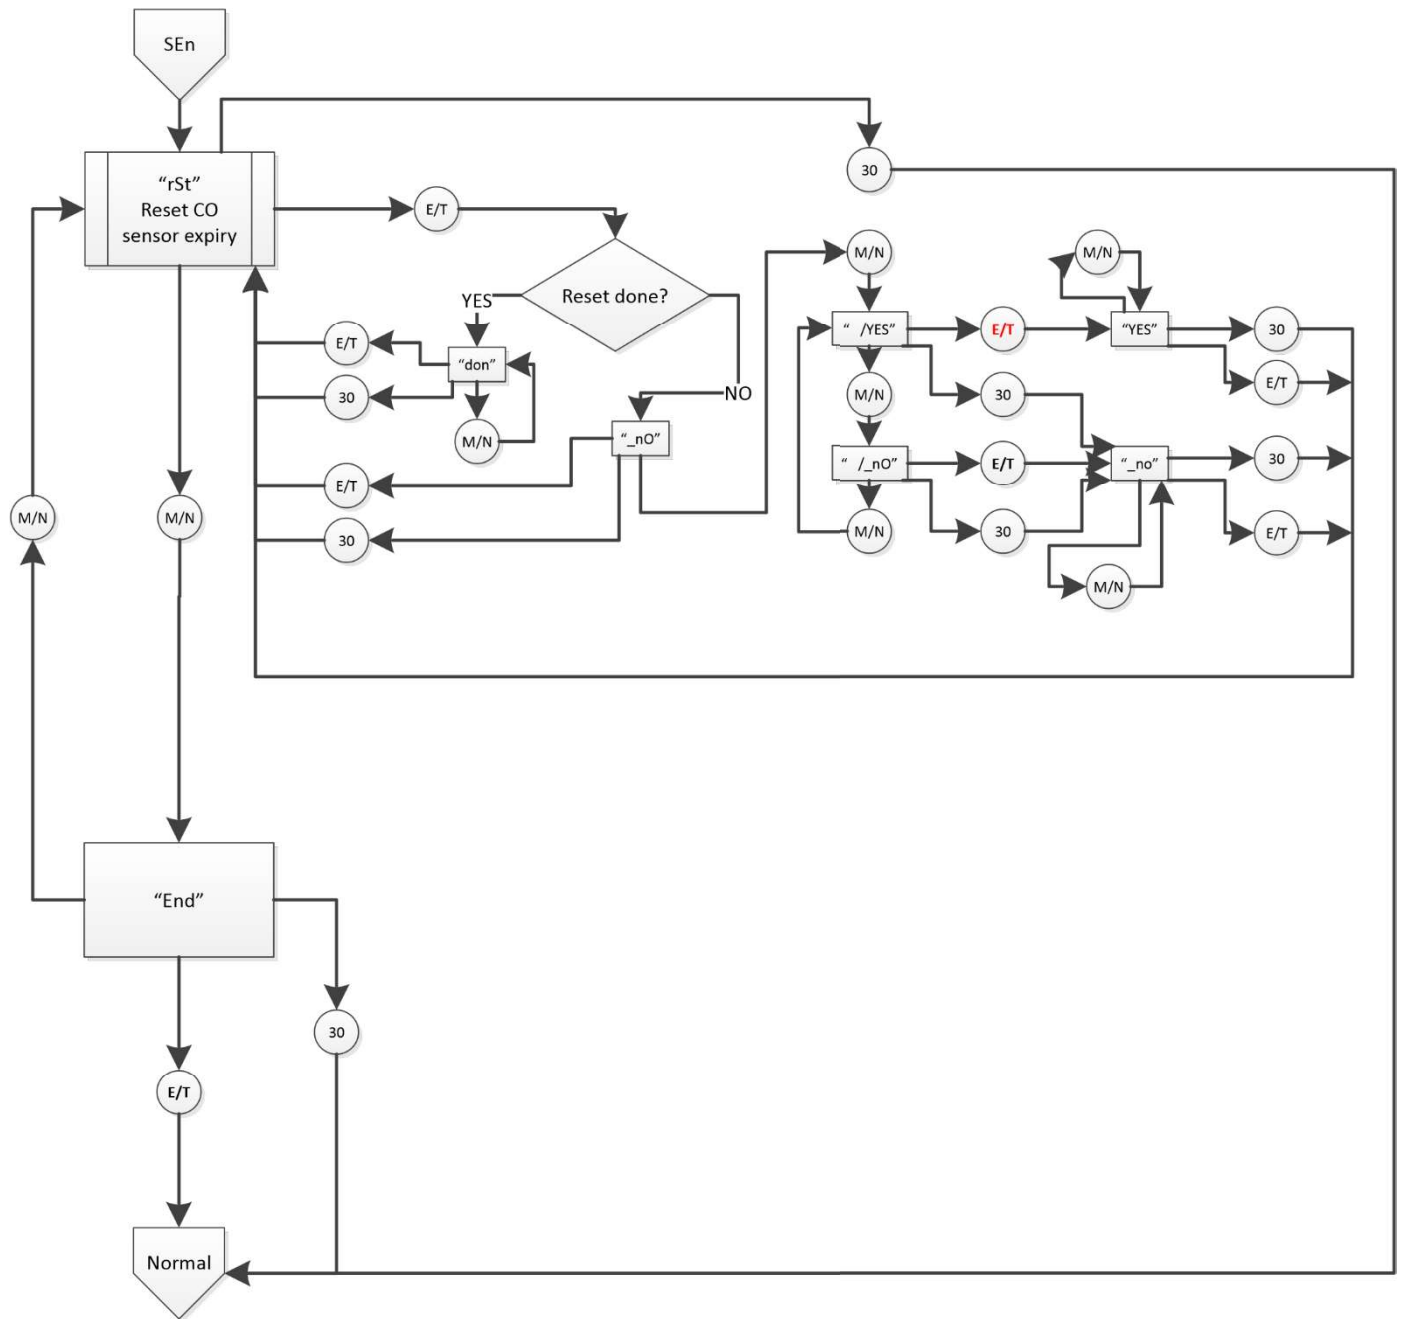 SEn
“rSt”
Reset CO
sensor expiry
30
E/T
Reset done?
YES
NO
“don”
E/T
30
M/N
“_nO”
E/T
30
M/N
“ /YES”
E/T
“YES”
M/N
30
E/T
M/N
30
“ /_nO”
E/T
“_no”
30
M/N
30
E/T
M/N
M/N
M/N
“End”
30
E/T
Normal